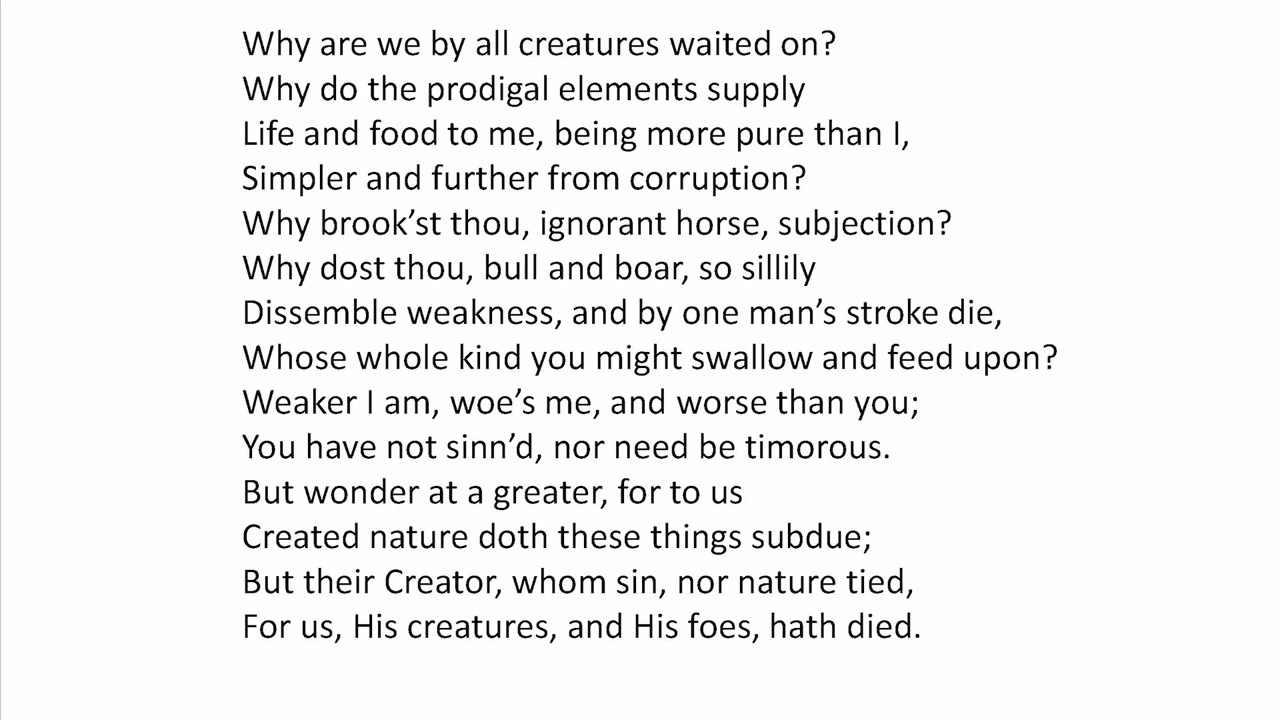 Why are we by all creatures waited on?
Why do the prodigal elements supply
Life and food to me, being more pure than I,
Simpler and further from corruption?
Why brook’st thou, ignorant horse, subjection?
Why dost thou, bull and boar, so sillily
Dissemble weakness, and by one man’s stroke die,
Whose whole kind you might swallow and feed upon?
Weaker I am, woe’s me, and worse than you;
You have not sinn’d, nor need be timorous.
But wonder at a greater, for to us
Created nature doth these things subdue;
But their Creator, whom sin, nor nature tied,
For us, His creatures, and His foes, hath died.